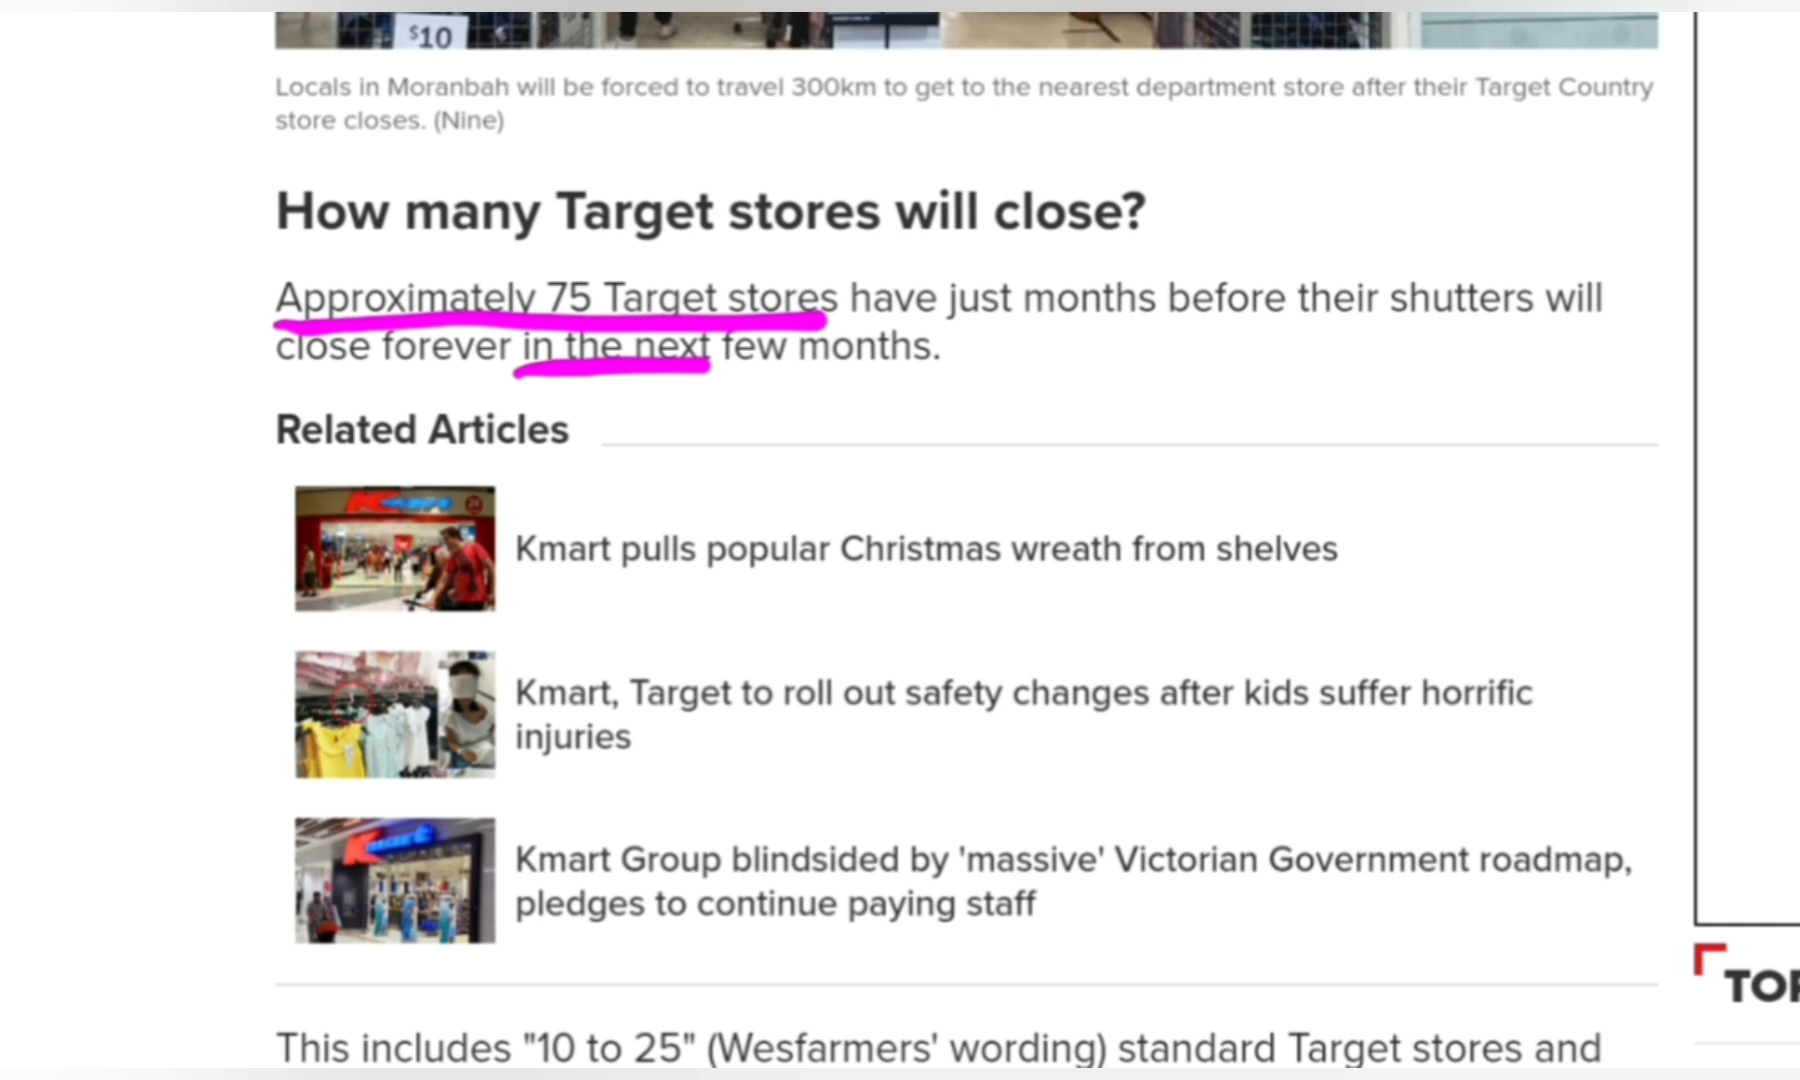 $10
Locals in Moranbah will be forced to travel 300km to get to the nearest department store after their Target Country
store closes. (Nine)
How many Target stores will close?
Approximately 75 Target stores have just months before their shutters will
close forever in the next few months.
Related Articles
Kmart
Kmart pulls popular Christmas wreath from shelves
Kmart, Target to roll out safety changes after kids suffer horrific
injuries
Kmart
Kmart Group blindsided by 'massive' Victorian Government roadmap,
pledges to continue paying staff
This includes "10 to 25" (Wesfarmers' wording) standard Target stores and